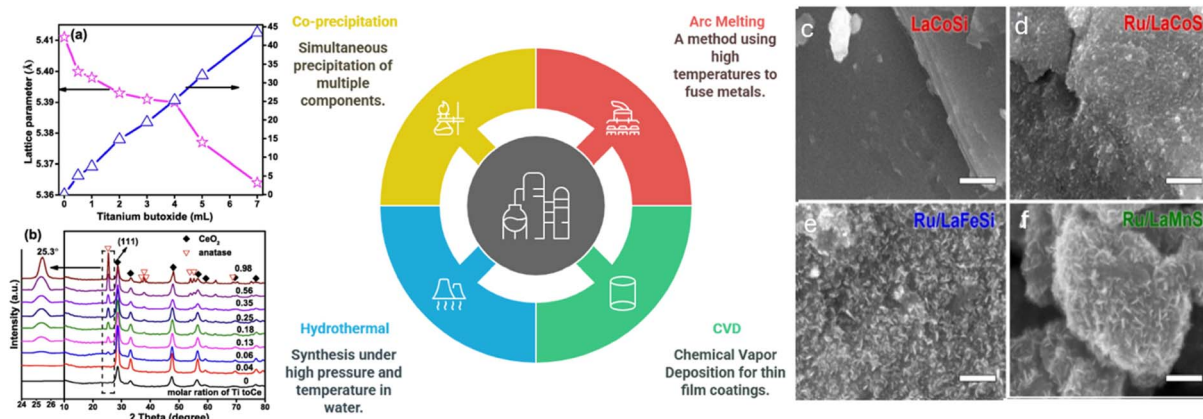 (a)
5.41
5.40
5.39
5.38
5.37
5.36
Lattice parameter (Å)
45
40
35
30
25
20
15
10
5
0
0 1 2 3 4 5 6 7
Titanium butoxide (mL)
(b)
25.3°
(111)
CeO2
anatase
0.98
0.56
0.35
0.25
0.18
0.13
0.06
0.04
0
molar ration of Ti toCe
Intensity (a.u.)
24 25 26 10 20 30 40 50 60 70 80
2 Theta (degree)
Co-precipitation
Simultaneous
precipitation of
multiple
components.
Arc Melting
A method using
high
temperatures to
fuse metals.
Hydrothermal
Synthesis under
high pressure and
temperature in
water.
CVD
Chemical Vapor
Deposition for thin
film coatings.
c
LaCoSi
d
Ru/LaCoS
e
Ru/LaFeSi
f
Ru/LaMnS